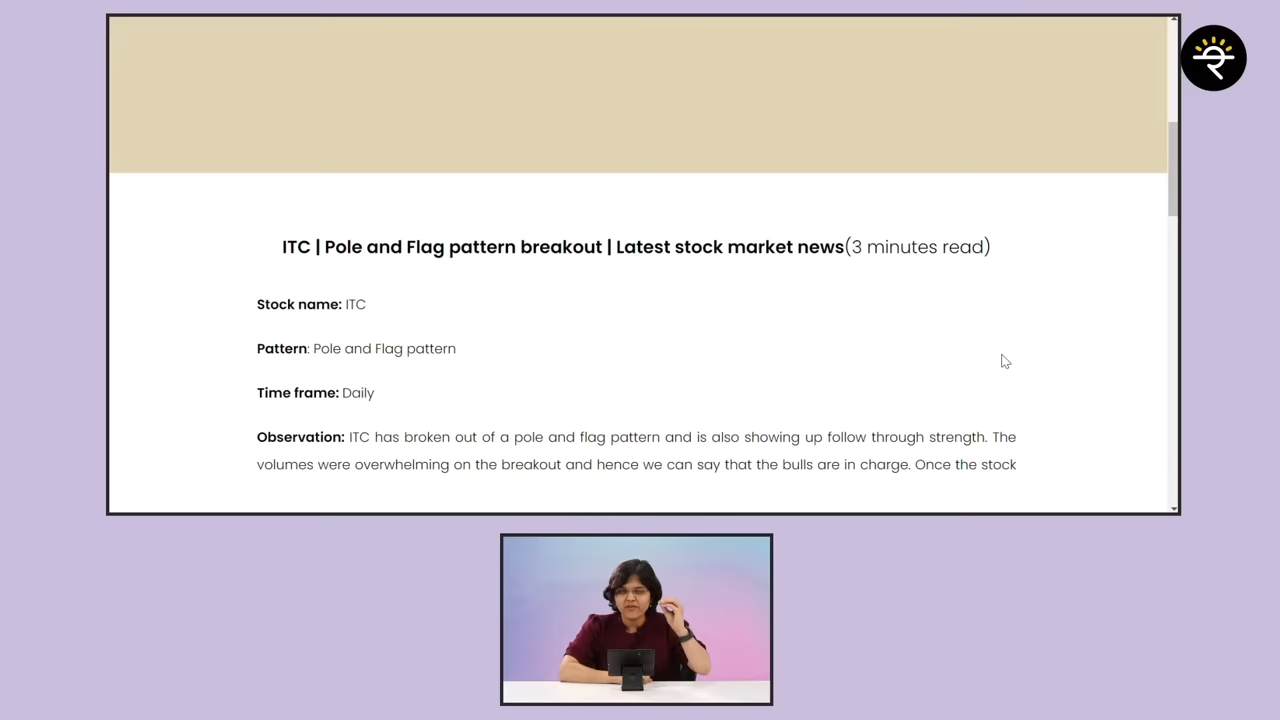 ITC | Pole and Flag pattern breakout | Latest stock market news(3 minutes read)
Stock name: ITC
Pattern: Pole and Flag pattern
Time frame: Daily
Observation: ITC has broken out of a pole and flag pattern and is also showing up follow through strength. The
volumes were overwhelming on the breakout and hence we can say that the bulls are in charge. Once the stock